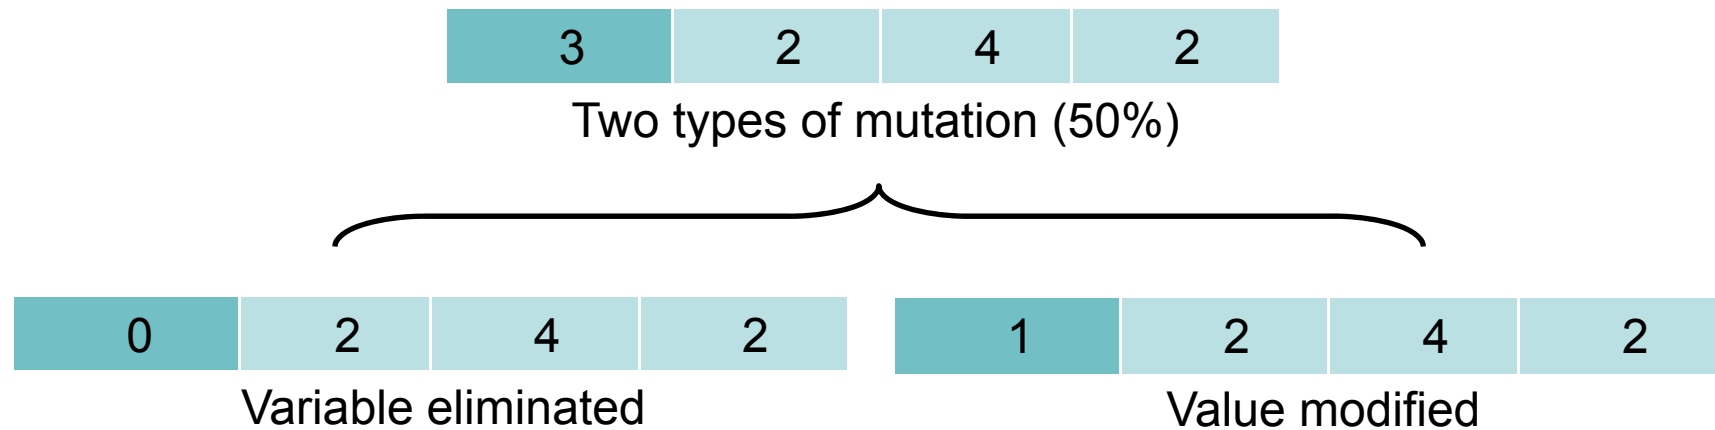 3 2 4 2
Two types of mutation (50%)
0 2 4 2
1 2 4 2
Variable eliminated
Value modified